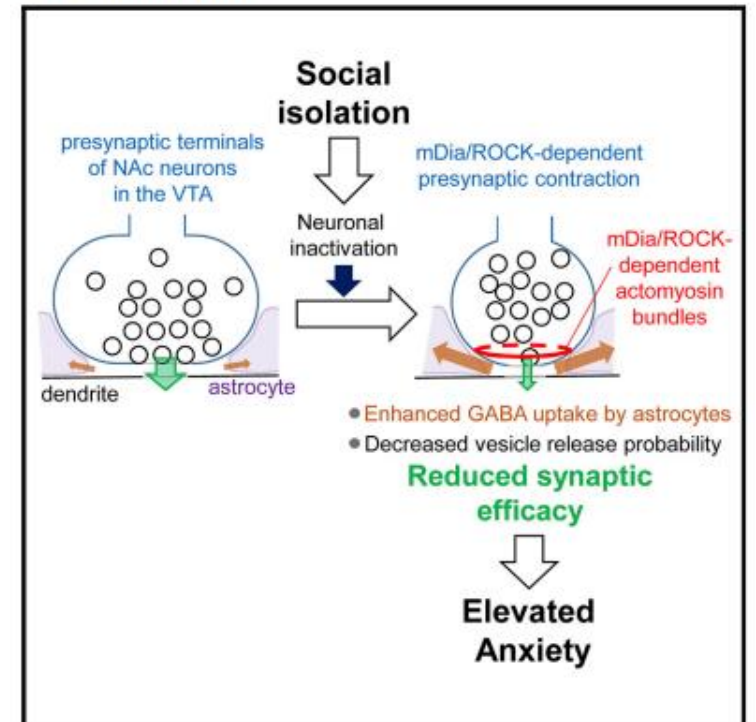 Social
isolation
presynaptic terminals
of NAc neurons
in the VTA
Neuronal
inactivation
mDia/ROCK-dependent
presynaptic contraction
mDia/ROCK-
dependent
actomyosin
bundles
dendrite
astrocyte
• Enhanced GABA uptake by astrocytes
• Decreased vesicle release probability
Reduced synaptic
efficacy
Elevated
Anxiety